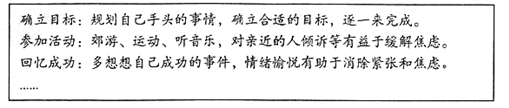 确立目标：规划自己手头的事情，确立合适的目标，逐一来完成。
参加活动：郊游、运动、听音乐，对亲近的人倾诉等有益于缓解焦虑。
回忆成功：多想想自己成功的事件，情绪愉悦有助于消除紧张和焦虑。
……